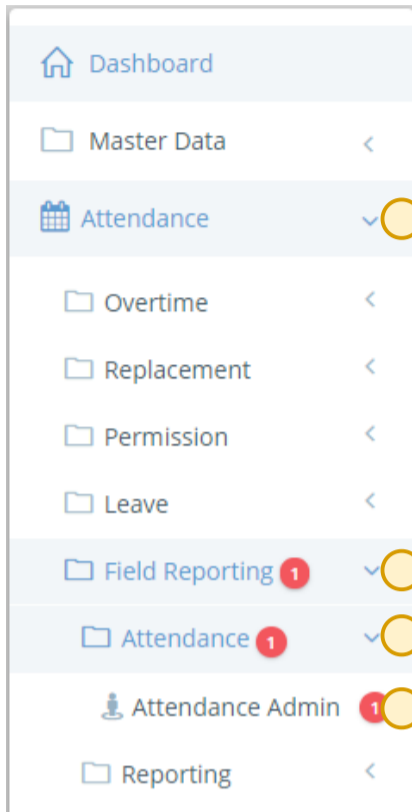 Dashboard
Master Data
Attendance
Overtime
Replacement
Permission
Leave
Field Reporting 1
Attendance 1
Attendance Admin 1
Reporting